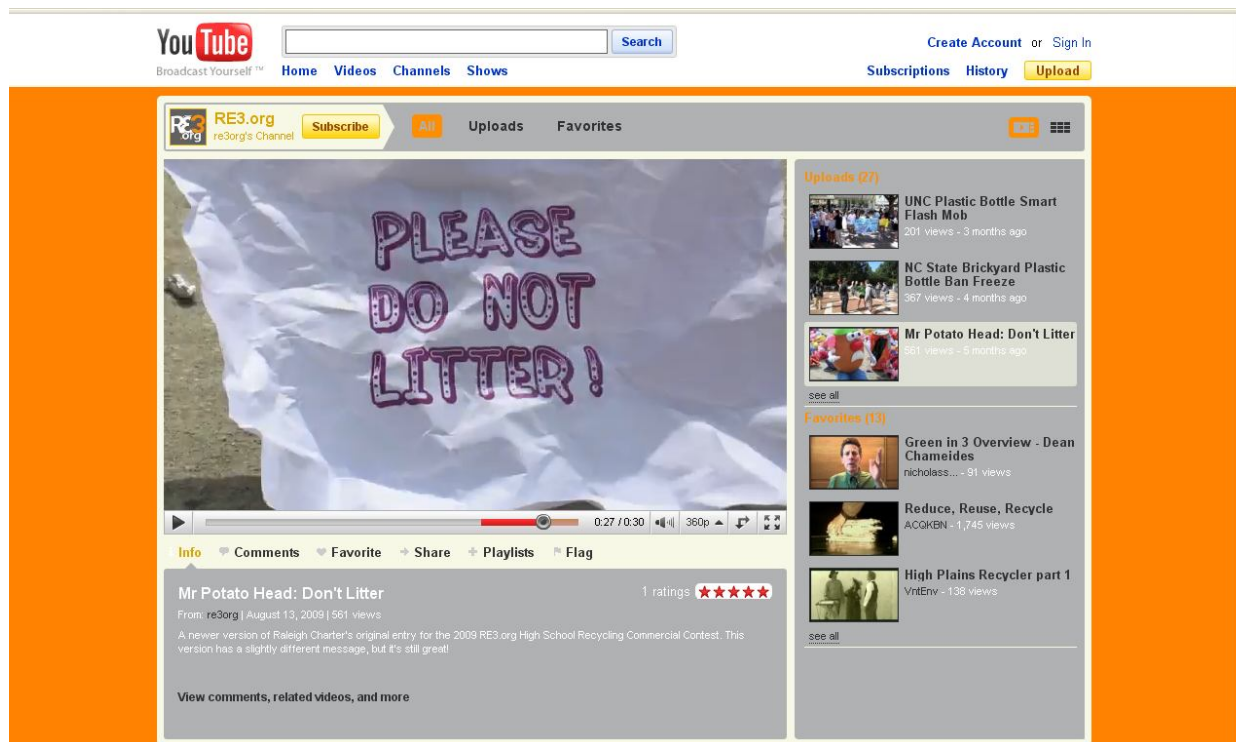 You Tube
Broadcast Yourself ™
Search
Create Account or Sign In
Home Videos Channels Shows
Subscriptions History Upload
RE3.org
re3org's Channel
Subscribe
All Uploads Favorites
RE3
org
PLEASE
DO NOT
LITTER!
0:27 / 0:30
360p
Info Comments Favorite Share Playlists Flag
Mr Potato Head: Don't Litter
1 ratings
From: re3org | August 13, 2009 | 561 views
A newer version of Raleigh Charter's original entry for the 2009 RE3.org High School Recycling Commercial Contest. This
version has a slightly different message, but it's still great!
View comments, related videos, and more
Uploads (27)
UNC Plastic Bottle Smart
Flash Mob
201 views - 3 months ago
NC State Brickyard Plastic
Bottle Ban Freeze
367 views - 4 months ago
Mr Potato Head: Don't Litter
561 views - 5 months ago
see all
Favorites (13)
Green in 3 Overview - Dean
Chameides
nicholass... - 91 views
Reduce, Reuse, Recycle
ACQKBN - 1,745 views
High Plains Recycler part 1
VntEnv - 138 views
see all